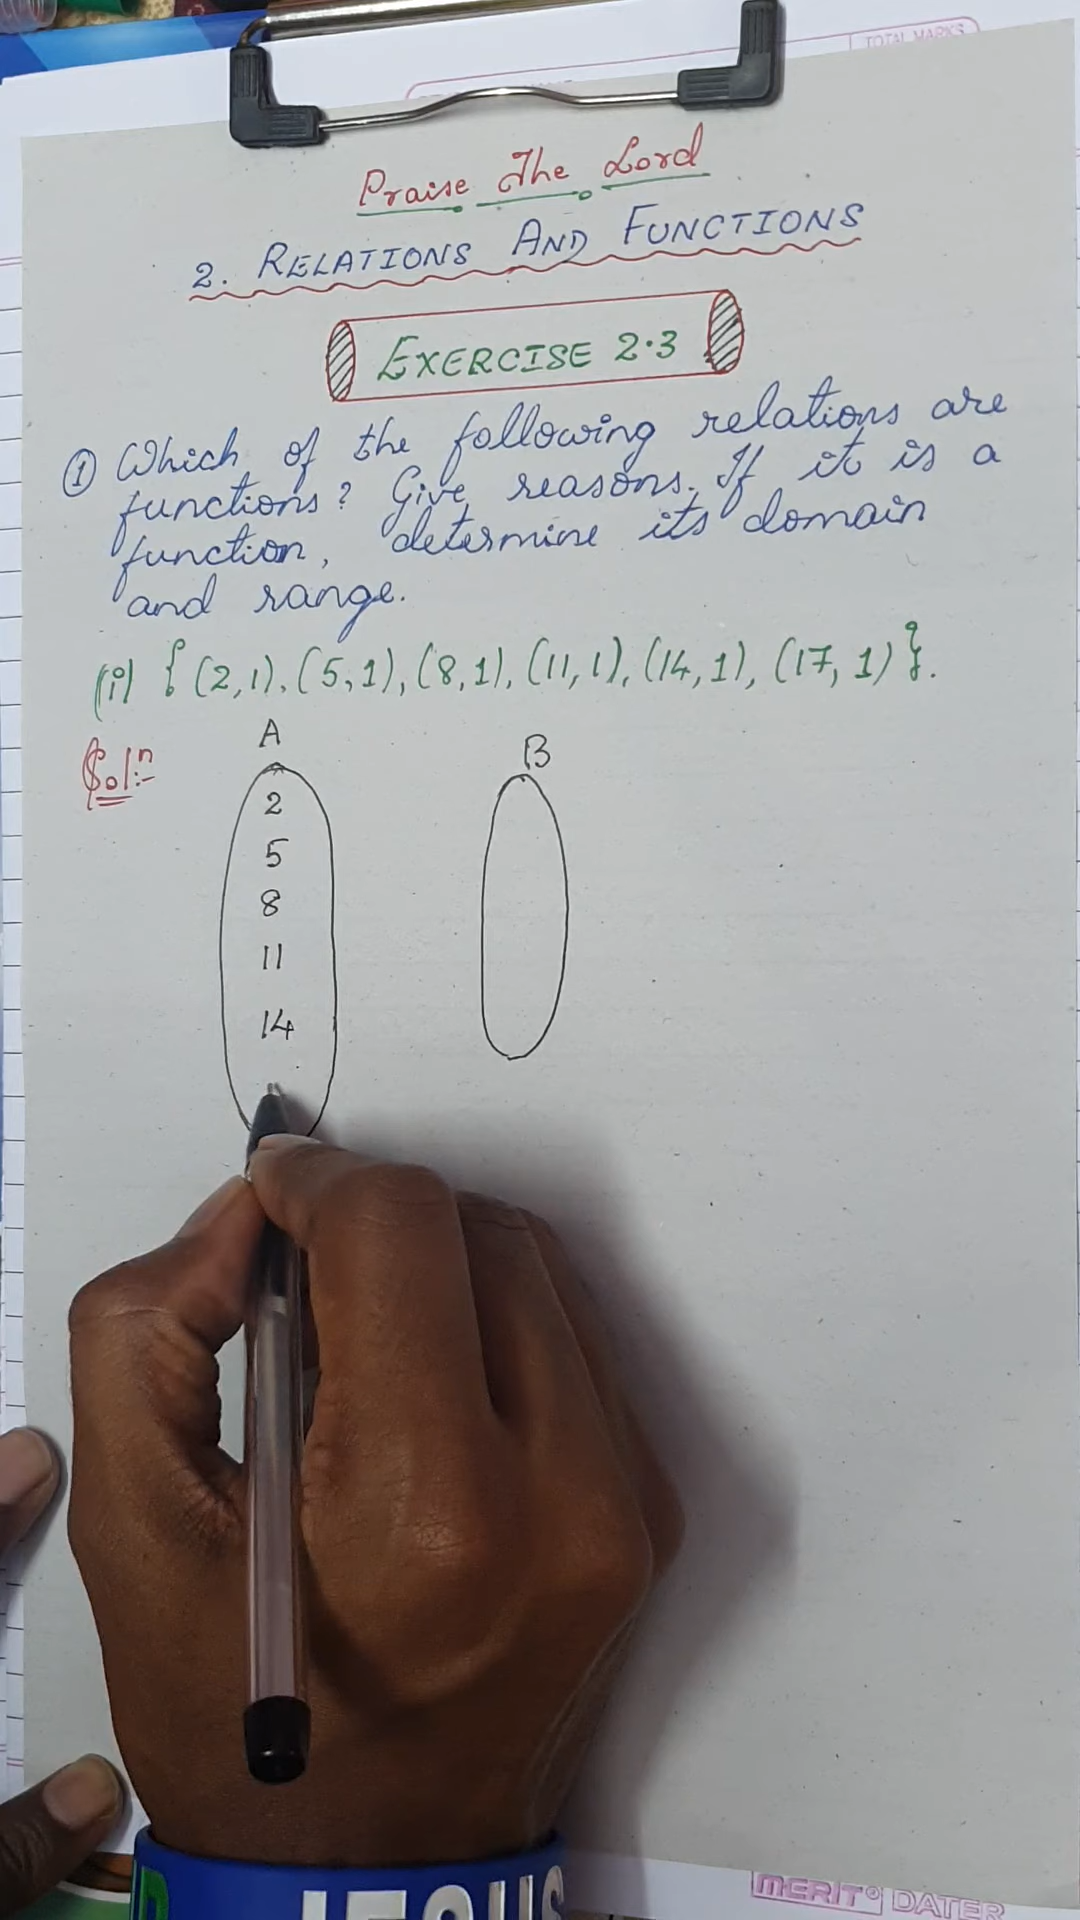 TOTAL MARKS
Praise The Lord
2. RELATIONS AND FUNCTIONS
EXERCISE 2.3
① Which of the following relations are
functions? Give reasons. If it is a
function, determine its domain
and range.
(i) {(2,1), (5,1), (8,1), (11,1), (14,1), (17,1)}.
Solⁿ:-
A
B
2
5
8
11
14
JESUS
MERIT DATER